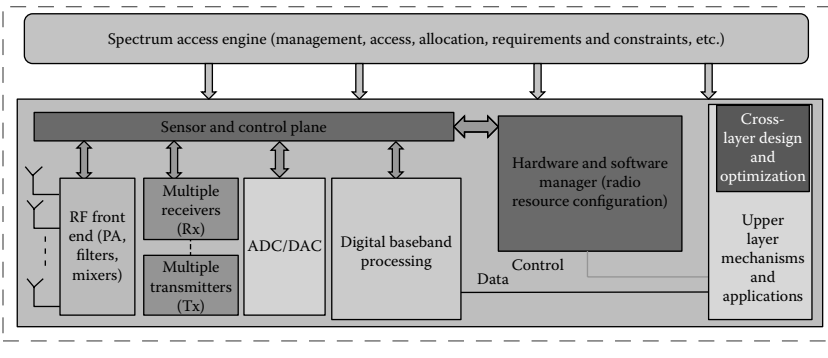 Spectrum access engine (management, access, allocation, requirements and constraints, etc.)
Sensor and control plane
Cross-
layer design
and
optimization
Hardware and software
manager (radio
resource configuration)
RF front
end (PA,
filters,
mixers)
Multiple
receivers
(Rx)
Multiple
transmitters
(Tx)
ADC/DAC
Digital baseband
processing
Control
Data
Upper
layer
mechanisms
and
applications